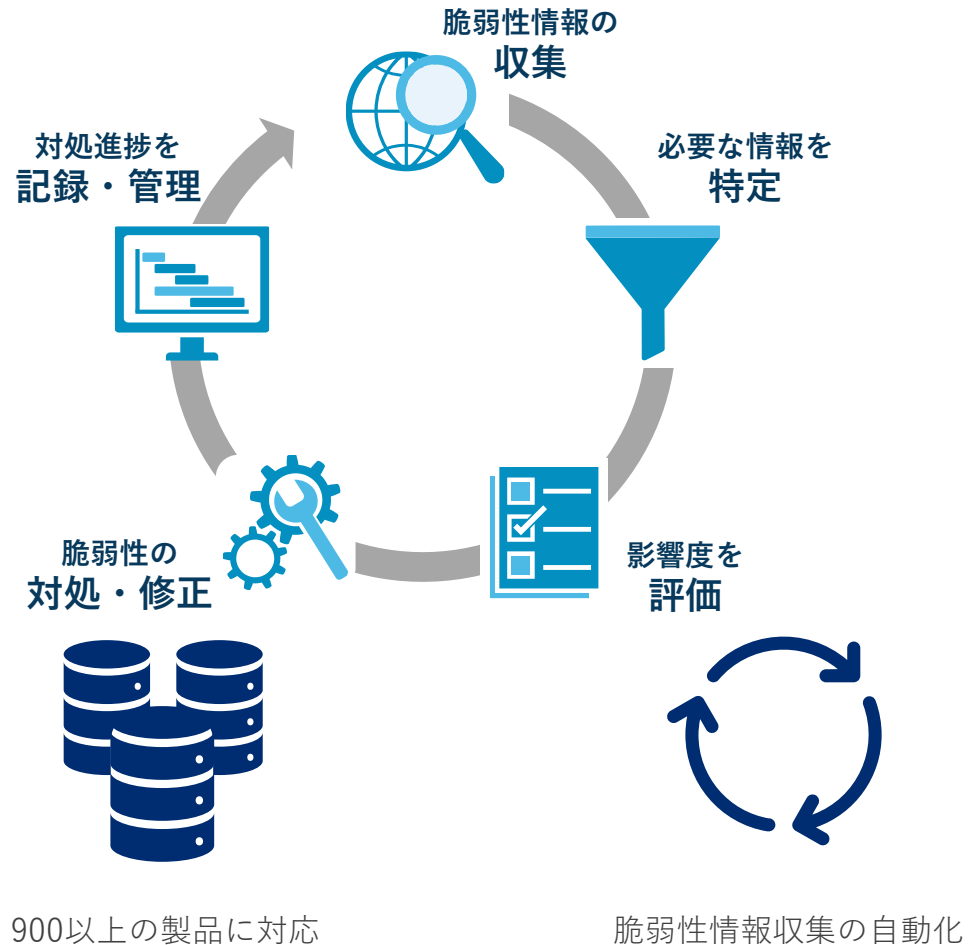 脆弱性情報の
収集
必要な情報を
特定
影響度を
評価
脆弱性の
対処・修正
対処進捗を
記録・管理
900以上の製品に対応
脆弱性情報収集の自動化